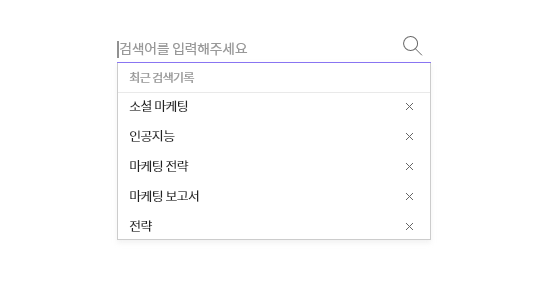 검색어를 입력해주세요
최근 검색기록
소셜 마케팅
인공지능
마케팅 전략
마케팅 보고서
전략